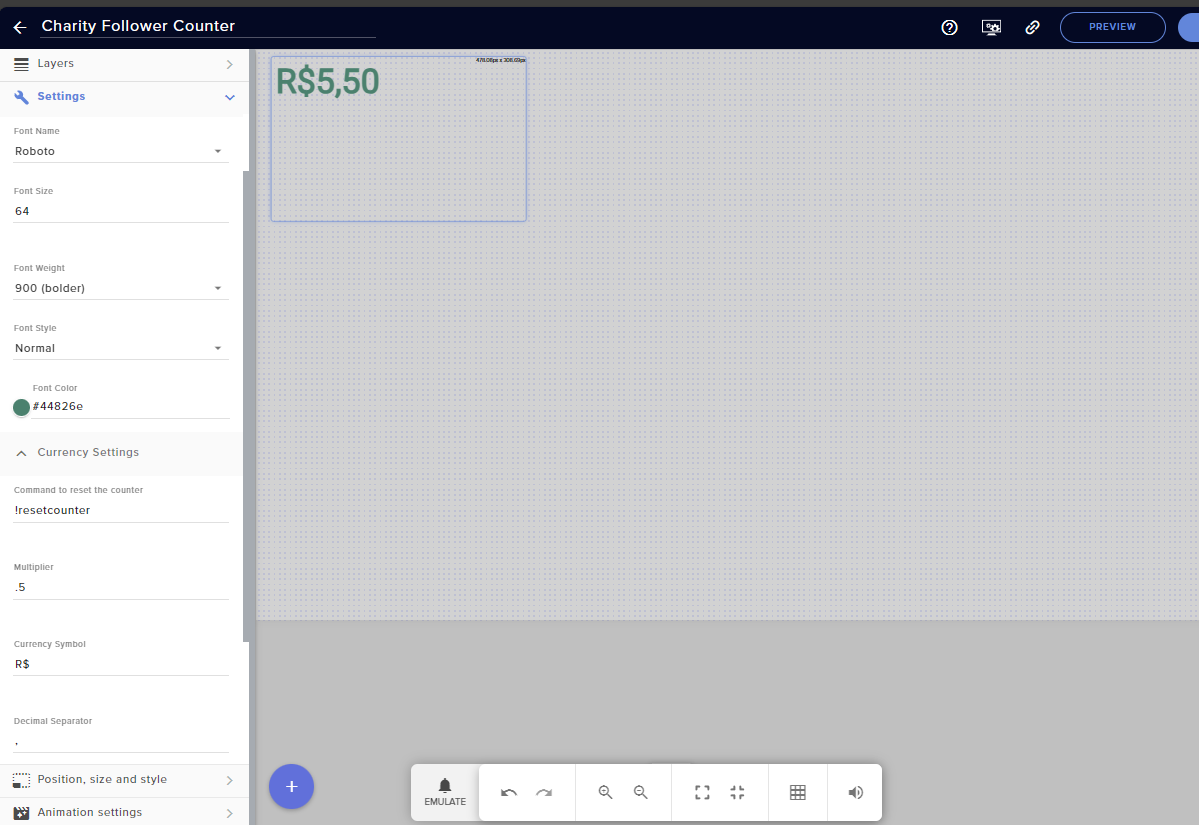 Charity Follower Counter
PREVIEW
Layers
Settings
Font Name
Roboto
Font Size
64
Font Weight
900 (bolder)
Font Style
Normal
Font Color
#44826e
Currency Settings
Command to reset the counter
!resetcounter
Multiplier
.5
Currency Symbol
R$
Decimal Separator
,
Position, size and style
Animation settings
R$5,50
EMULATE